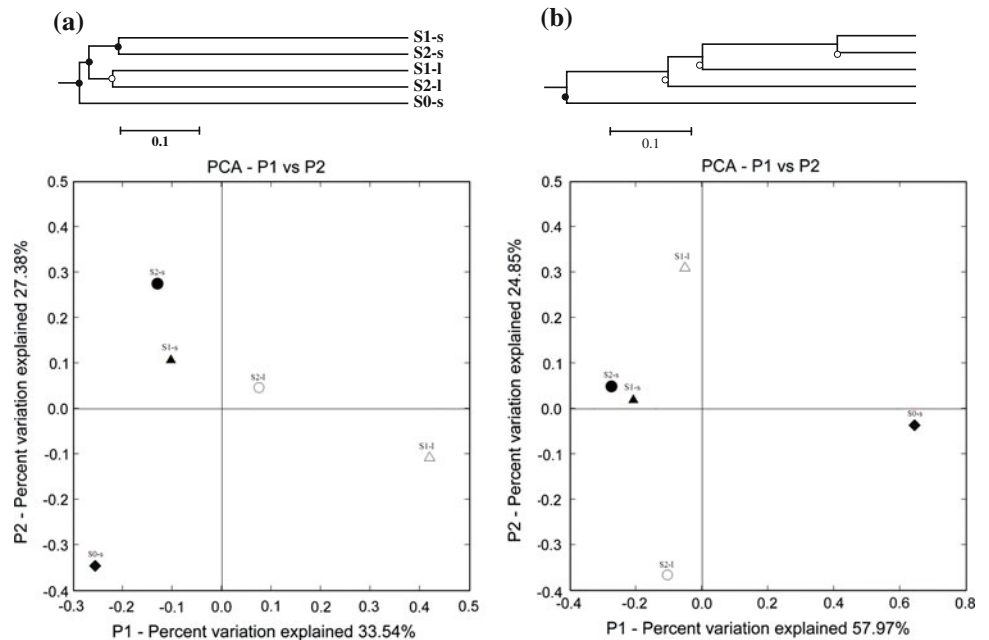 (a)
S1-s
S2-s
S1-l
S2-l
S0-s
0.1
PCA - P1 vs P2
0.5
0.4
0.3
0.2
0.1
0.0
-0.1
-0.2
-0.3
-0.4
P2 - Percent variation explained 27.38%
S2-s
S1-s
S2-l
S1-l
S0-s
-0.3
-0.2
-0.1
0.0
0.1
0.2
0.3
0.4
0.5
P1 - Percent variation explained 33.54%
(b)
0.1
PCA - P1 vs P2
0.5
0.4
0.3
0.2
0.1
0.0
-0.1
-0.2
-0.3
-0.4
P2 - Percent variation explained 24.85%
S1-l
S2-s
S1-s
S0-s
S2-l
-0.4
-0.2
0.0
0.2
0.4
0.6
0.8
P1 - Percent variation explained 57.97%